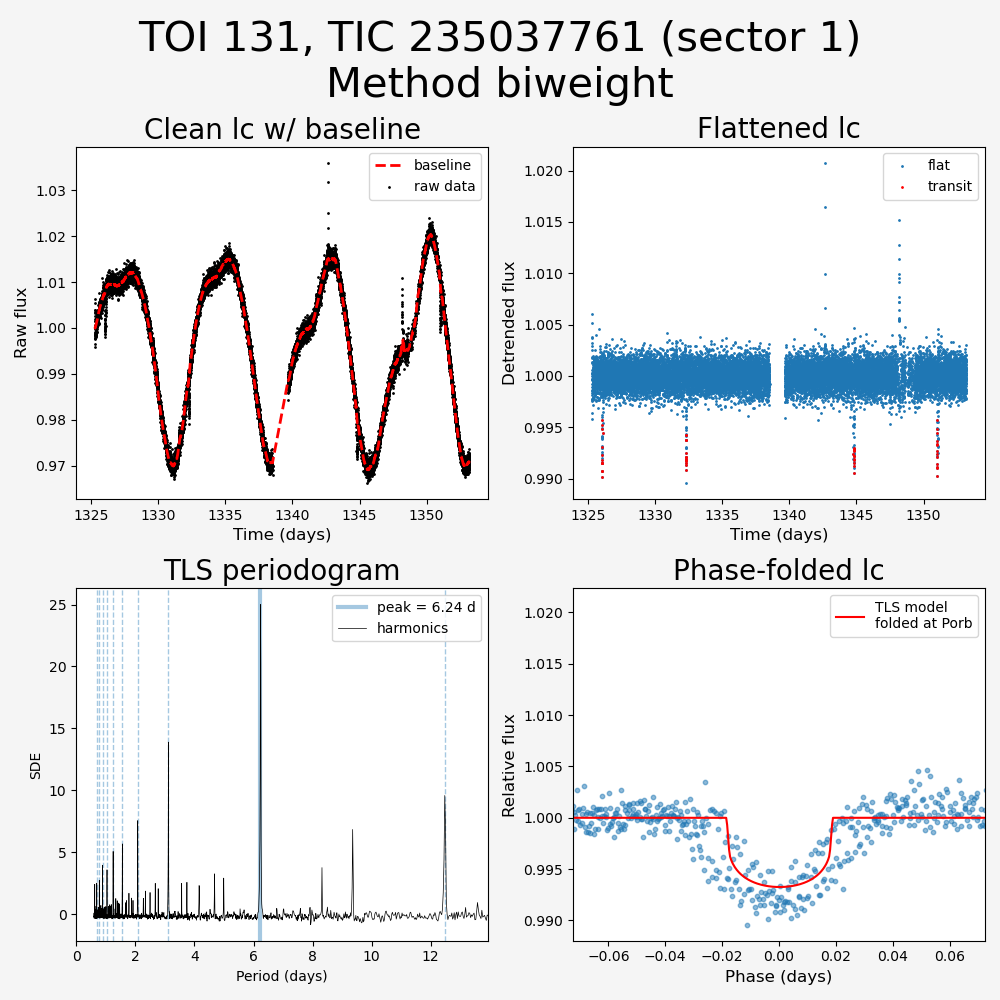 TOI 131, TIC 235037761 (sector 1)
Method biweight
Clean lc w/ baseline
baseline
raw data
1.03
1.02
1.01
1.00
0.99
0.98
0.97
Raw flux
1325
1330
1335
1340
1345
1350
Time (days)
Flattened lc
flat
transit
1.020
1.015
1.010
1.005
1.000
0.995
0.990
Detrended flux
1325
1330
1335
1340
1345
1350
Time (days)
TLS periodogram
peak = 6.24 d
harmonics
25
20
15
10
5
0
SDE
0
2
4
6
8
10
12
Period (days)
Phase-folded lc
TLS model
folded at Porb
1.020
1.015
1.010
1.005
1.000
0.995
0.990
Relative flux
−0.06
−0.04
−0.02
0.00
0.02
0.04
0.06
Phase (days)